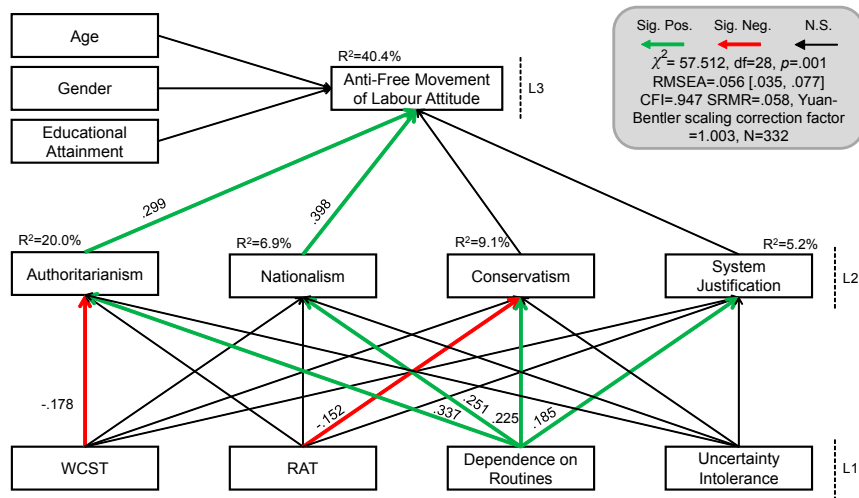 Age
Gender
Educational
Attainment
R²=40.4%
Anti-Free Movement
of Labour Attitude
L3
Sig. Pos.
Sig. Neg.
N.S.
χ²= 57.512, df=28, p=.001
RMSEA=.056 [.035, .077]
CFI=.947 SRMR=.058, Yuan-
Bentler scaling correction factor
=1.003, N=332
.299
.398
R²=20.0%
Authoritarianism
R²=6.9%
Nationalism
R²=9.1%
Conservatism
R²=5.2%
System
Justification
L2
-.178
-.152
.337
.251
.225
.185
WCST
RAT
Dependence on
Routines
Uncertainty
Intolerance
L1